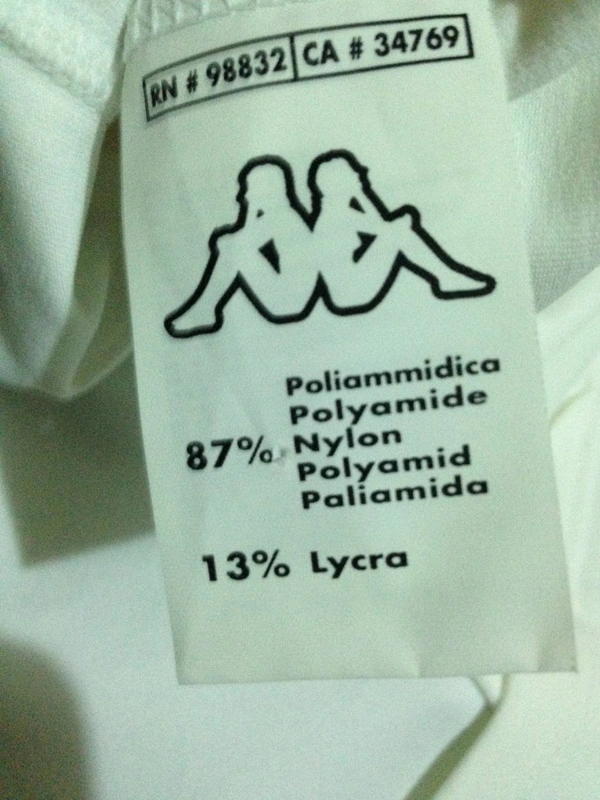 RN # 98832 CA # 34769
Poliammidica
Polyamide
87% Nylon
Polyamid
Paliamida
13% Lycra